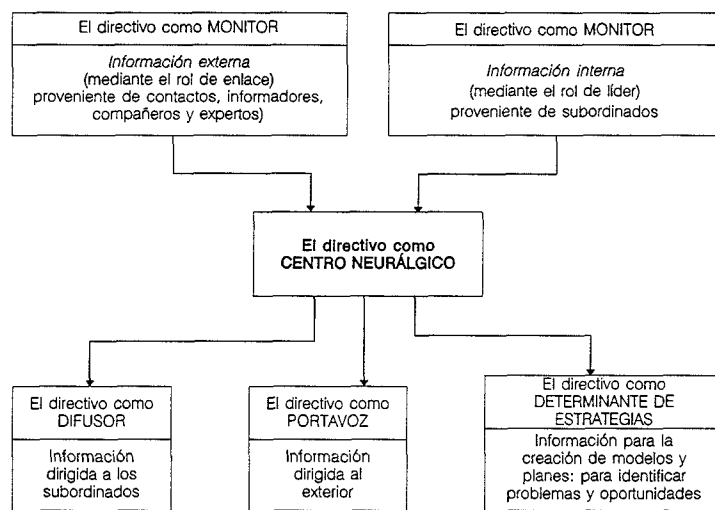 El directivo como MONITOR
Información externa
(mediante el rol de enlace)
proveniente de contactos, informadores,
compañeros y expertos)
El directivo como MONITOR
Información interna
(mediante el rol de líder)
proveniente de subordinados
El directivo como
CENTRO NEURÁLGICO
El directivo como
DIFUSOR
Información
dirigida a los
subordinados
El directivo como
PORTAVOZ
Información
dirigida al
exterior
El directivo como
DETERMINANTE DE
ESTRATEGIAS
Información para la
creación de modelos y
planes: para identificar
problemas y oportunidades